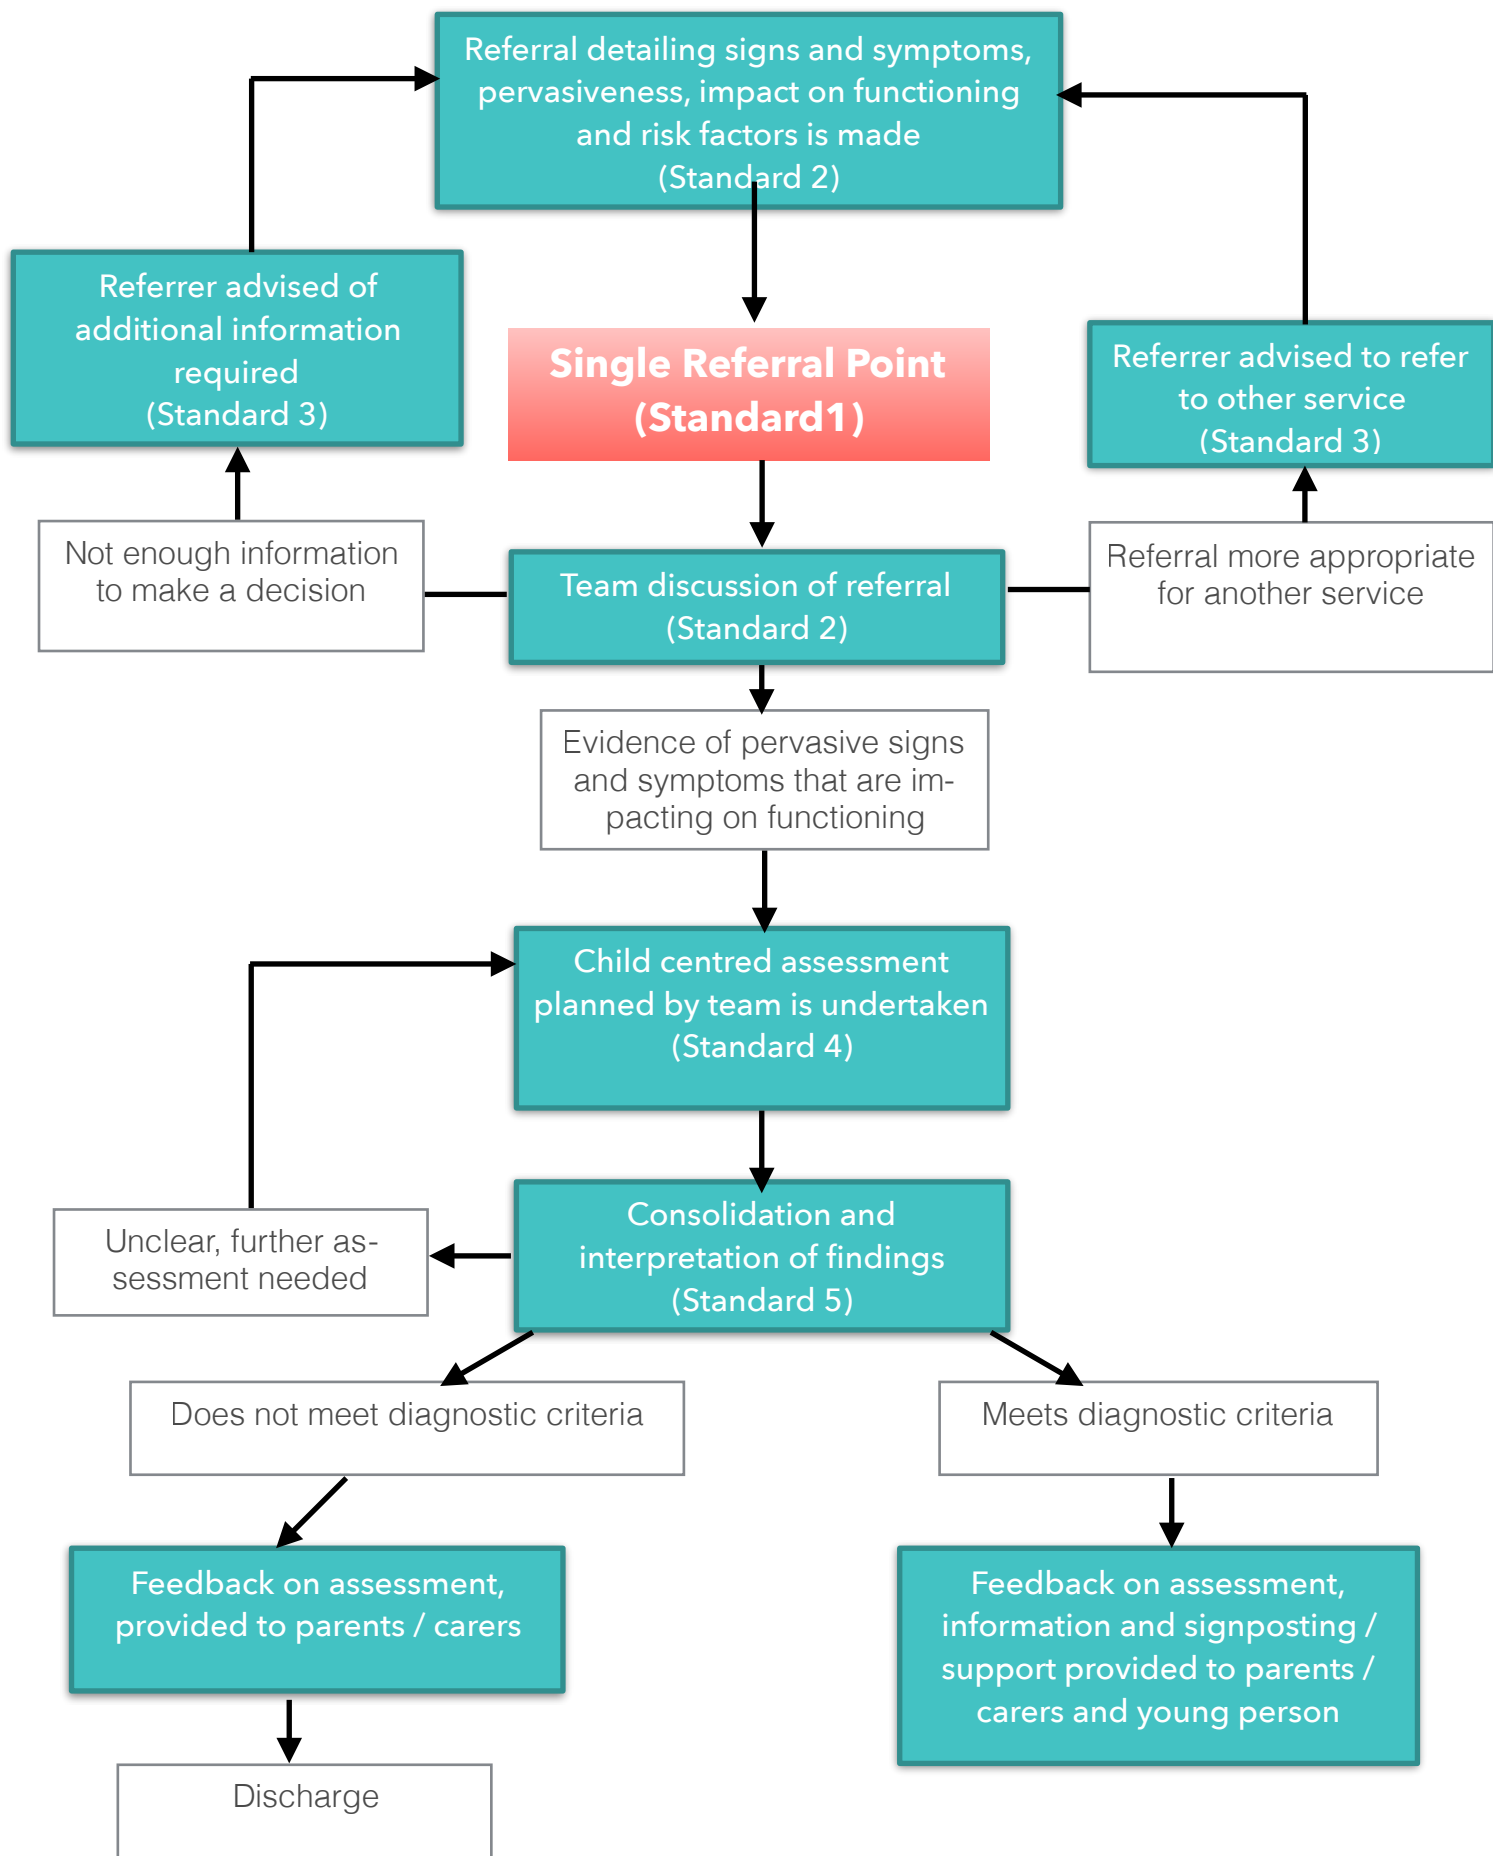 Referral detailing signs and symptoms,
pervasiveness, impact on functioning
and risk factors is made
(Standard 2)
Referrer advised of
additional information
required
(Standard 3)
Single Referral Point
(Standard1)
Referrer advised to refer
to other service
(Standard 3)
Not enough information
to make a decision
Team discussion of referral
(Standard 2)
Referral more appropriate
for another service
Evidence of pervasive signs
and symptoms that are im-
pacting on functioning
Child centred assessment
planned by team is undertaken
(Standard 4)
Unclear, further as-
sessment needed
Consolidation and
interpretation of findings
(Standard 5)
Does not meet diagnostic criteria
Meets diagnostic criteria
Feedback on assessment,
provided to parents / carers
Feedback on assessment,
information and signposting /
support provided to parents /
carers and young person
Discharge